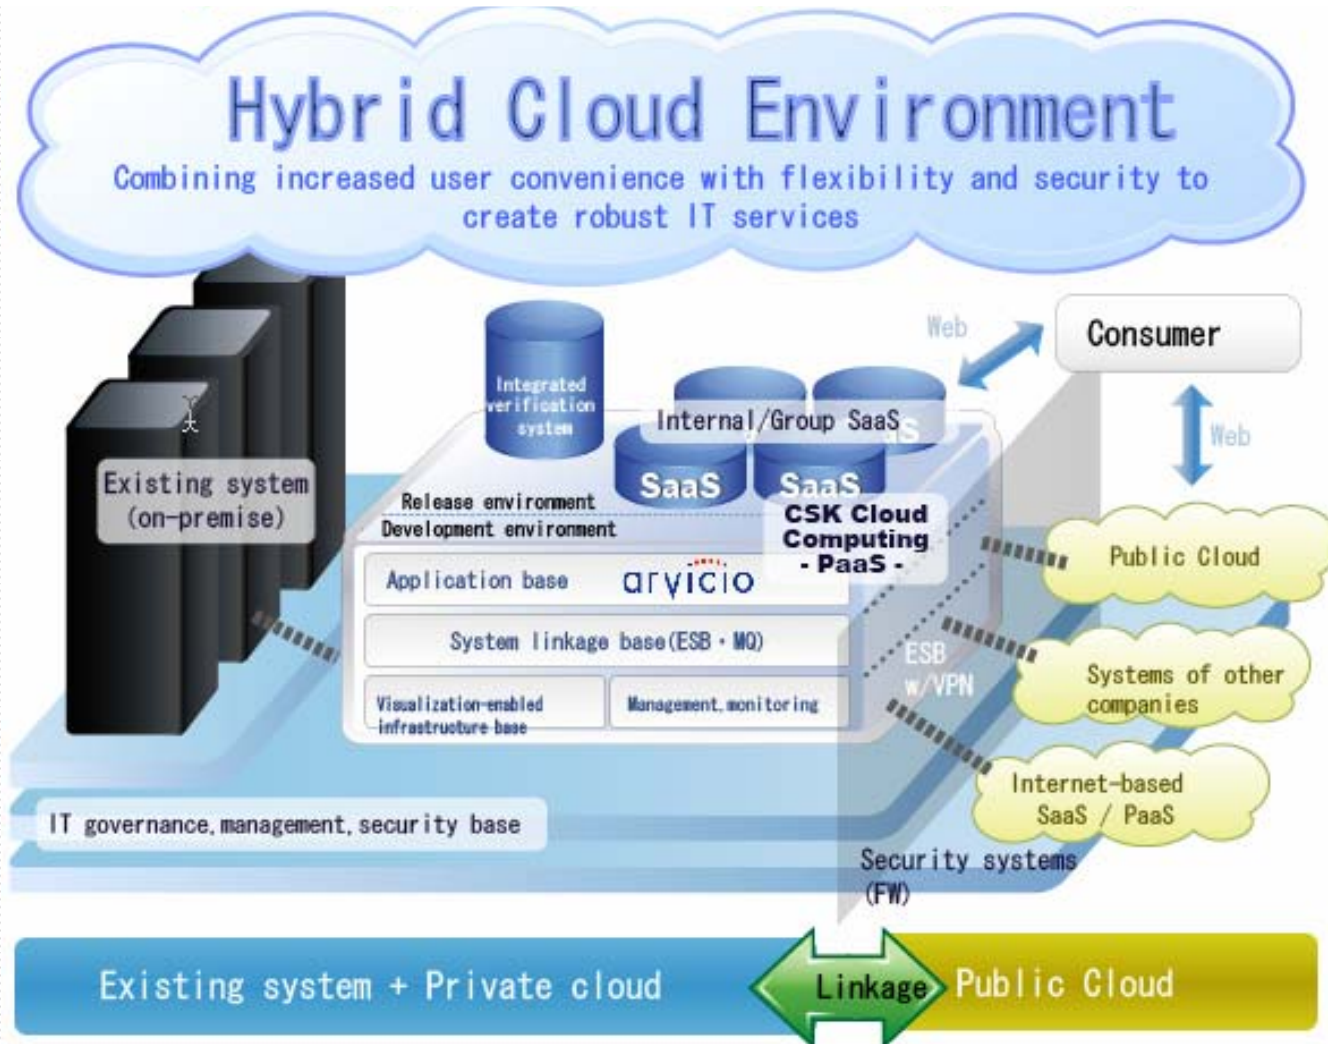 Hybrid Cloud Environment
Combining increased user convenience with flexibility and security to
create robust IT services
Web
Consumer
Integrated
verification
system
Internal/Group SaaS
Web
SaaS
SaaS
Existing system
(on-premise)
Release environment
Development environment
CSK Cloud
Computing
- PaaS -
Application base
arvicio
Public Cloud
System linkage base(ESB・MQ)
ESB
w/VPN
Systems of other
companies
Visualization-enabled
infrastructure base
Management, monitoring
Internet-based
SaaS / PaaS
IT governance, management, security base
Security systems
(FW)
Existing system + Private cloud
Linkage
Public Cloud